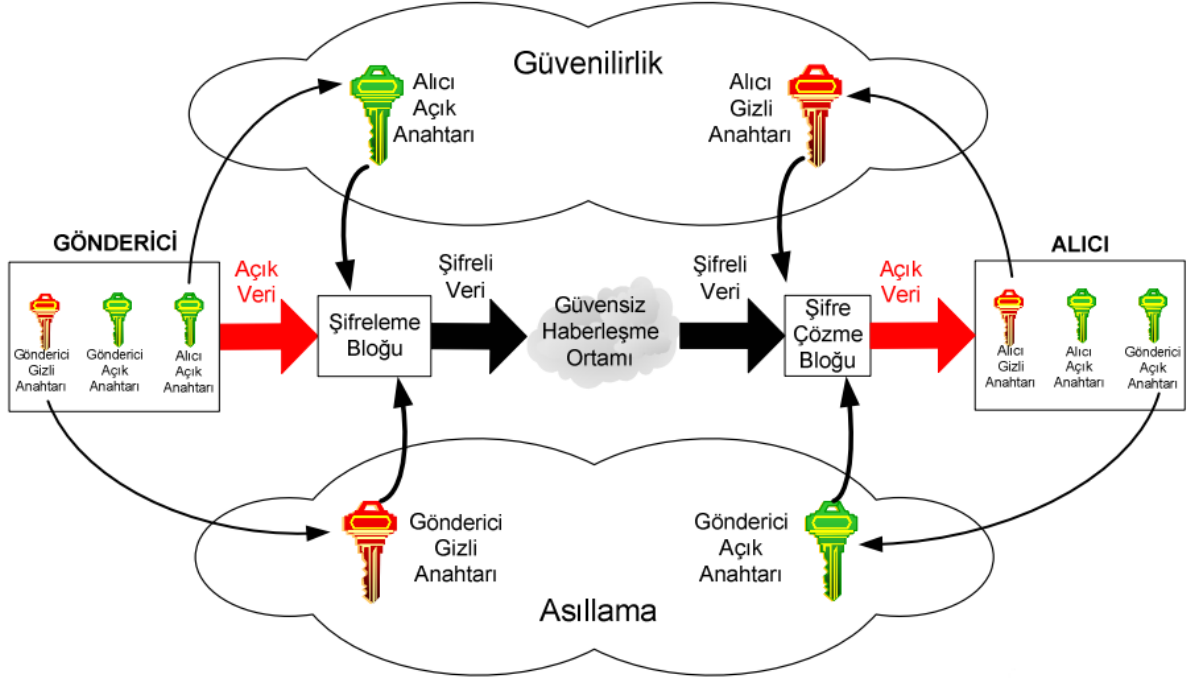 Güvenilirlik
Alıcı
Açık
Anahtarı
Alıcı
Gizli
Anahtarı
GÖNDERİCİ
Gönderici
Gizli
Anahtarı
Gönderici
Açık
Anahtarı
Alıcı
Açık
Anahtarı
Açık
Veri
Şifreleme
Bloğu
Şifreli
Veri
Güvensiz
Haberleşme
Ortamı
Şifreli
Veri
Şifre
Çözme
Bloğu
Açık
Veri
ALICI
Alıcı
Gizli
Anahtarı
Alıcı
Açık
Anahtarı
Gönderici
Açık
Anahtarı
Gönderici
Gizli
Anahtarı
Gönderici
Açık
Anahtarı
Asıllama